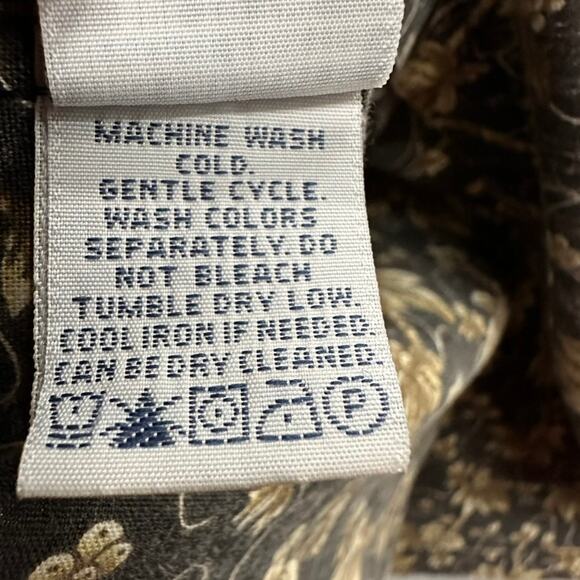 MACHINE WASH
COLD.
GENTLE CYCLE.
WASH COLORS
SEPARATELY. DO
NOT BLEACH
TUMBLE DRY LOW.
COOL IRON IF NEEDED.
CAN BE DRY CLEANED.
P